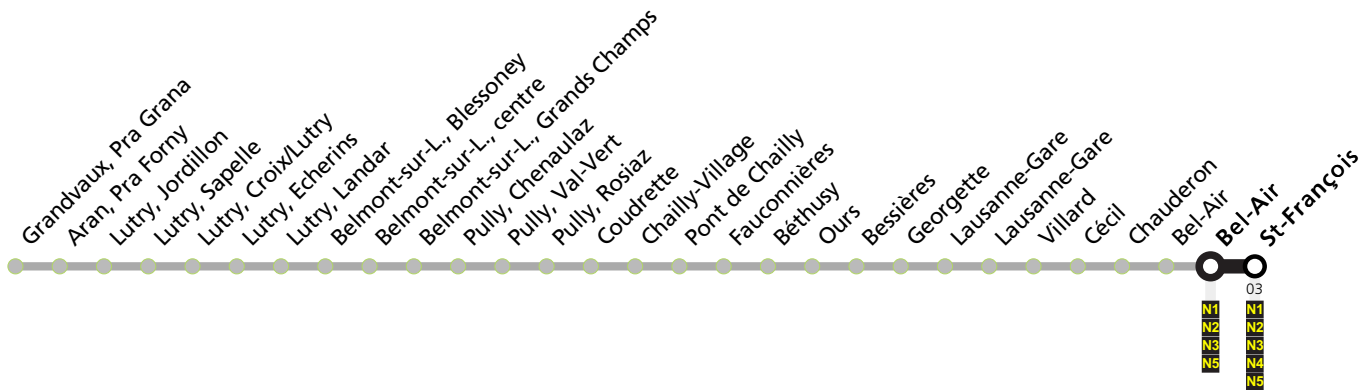 Grandvaux, Pra Grana
Aran, Pra Forny
Lutry, Jordillon
Lutry, Sapelle
Lutry, Croix/Lutry
Lutry, Echerins
Lutry, Landar
Belmont-sur-L., Blessoney
Belmont-sur-L., centre
Belmont-sur-L., Grands Champs
Pully, Chenaulaz
Pully, Val-Vert
Pully, Rosiaz
Coudrette
Chailly-Village
Pont de Chailly
Fauconnières
Béthusy
Ours
Bessières
Georgette
Lausanne-Gare
Lausanne-Gare
Villard
Cécil
Chauderon
Bel-Air
Bel-Air
St-François
03
N1
N2
N3
N5
N1
N2
N3
N4
N5